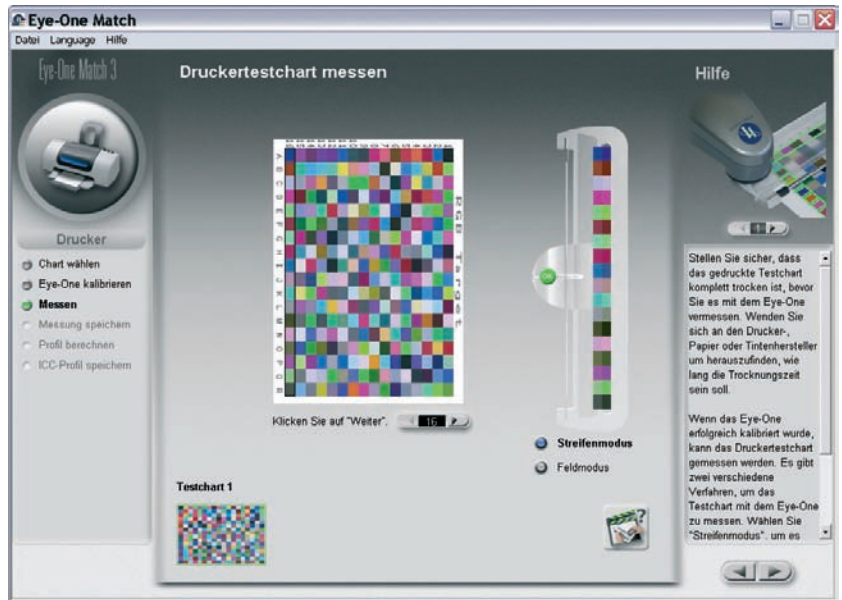 Eye-One Match
Datei Language Hilfe
Eye-One Match 3
Druckertestchart messen
Hilfe
Drucker
Chart wählen
Eye-One kalibrieren
Messen
Messung speichern
Profil berechnen
ICC-Profil speichern
A
B
C
D
E
F
G
H
I
J
K
L
M
N
O
P
Q
R
RGB Target
Klicken Sie auf "Weiter".
16
Streifenmodus
Feldmodus
Testchart 1
1
Stellen Sie sicher, dass
das gedruckte Testchart
komplett trocken ist, bevor
Sie es mit dem Eye-One
vermessen. Wenden Sie
sich an den Drucker-,
Papier oder Tintenhersteller
um herauszufinden, wie
lang die Trocknungszeit
sein soll.
Wenn das Eye-One
erfolgreich kalibriert wurde,
kann das Druckertestchart
gemessen werden. Es gibt
zwei verschiedene
Verfahren, um das
Testchart mit dem Eye-One
zu messen. Wählen Sie
"Streifenmodus", um es